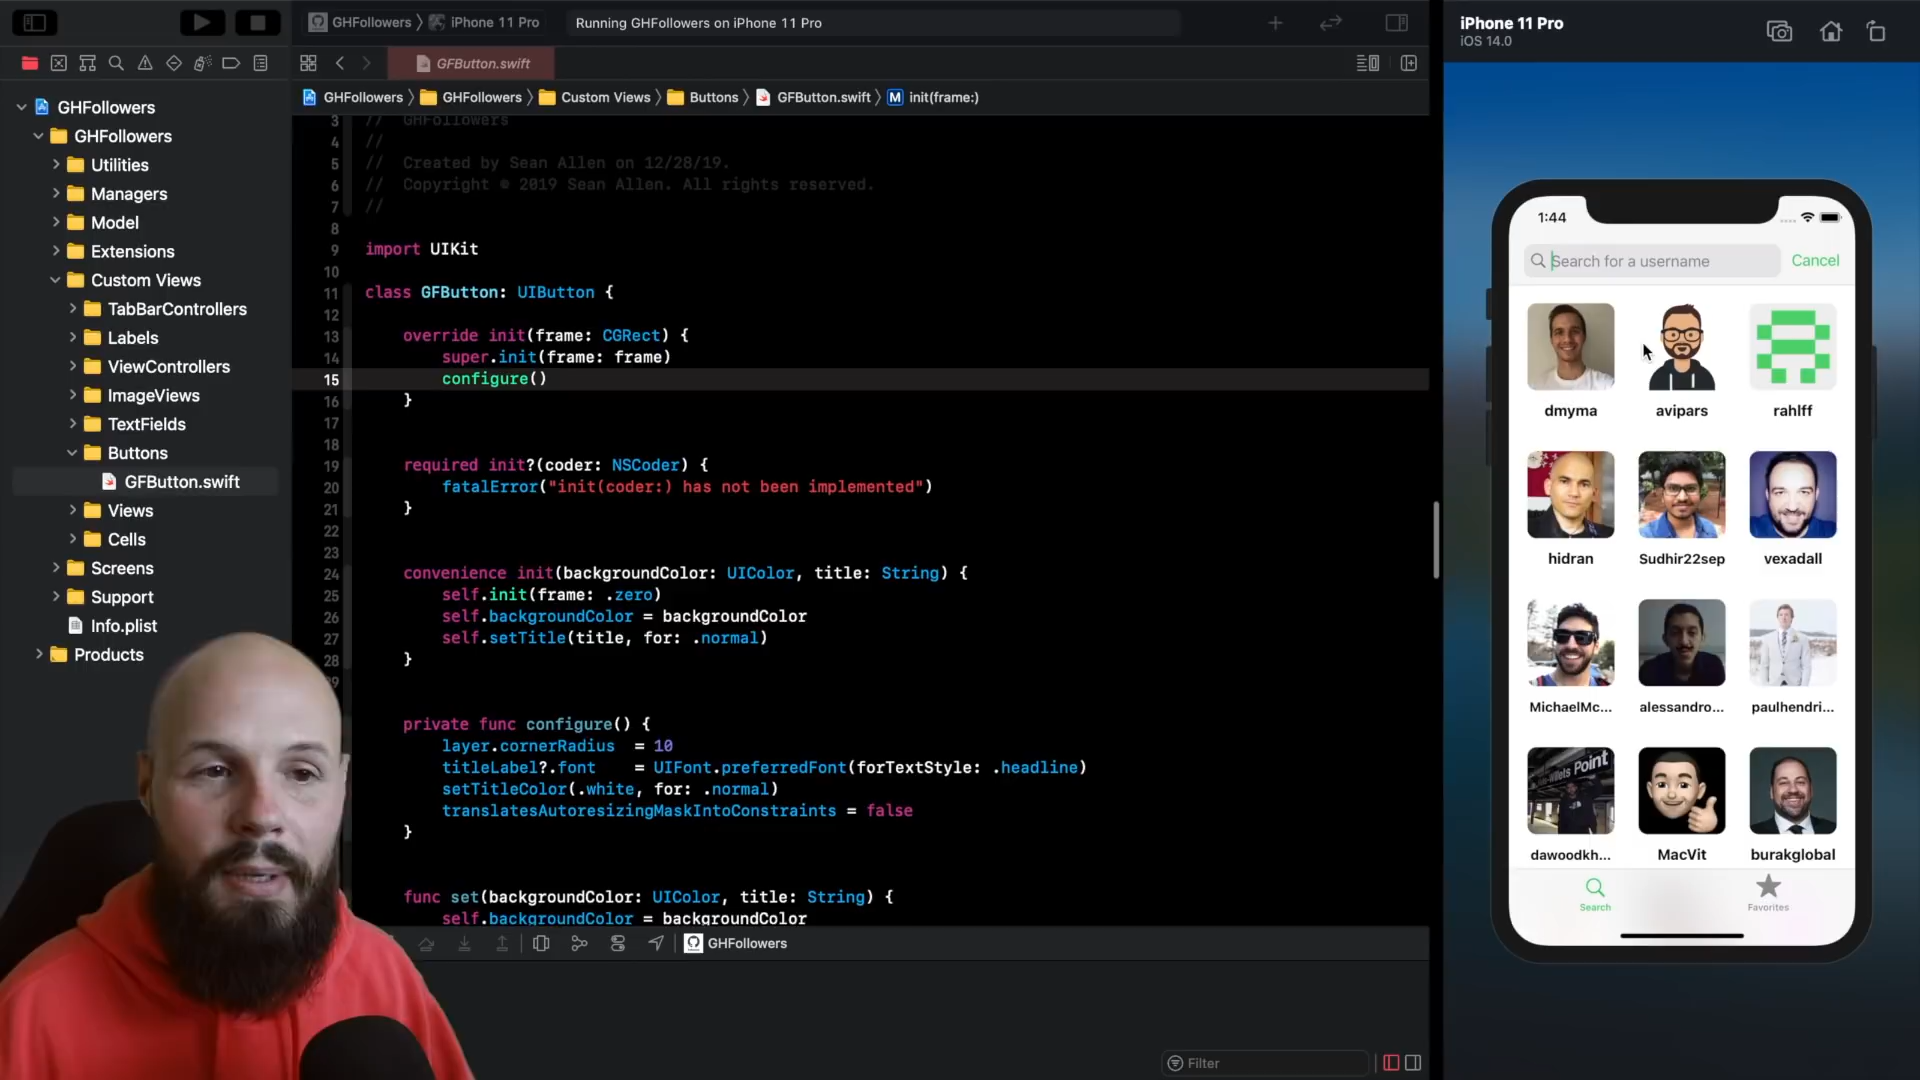 GHFollowers
iPhone 11 Pro
Running GHFollowers on iPhone 11 Pro
GFButton.swift
GHFollowers
GHFollowers
Custom Views
Buttons
GFButton.swift
M
init(frame:)
GHFollowers
GHFollowers
Utilities
Managers
Model
Extensions
Custom Views
TabBarControllers
Labels
ViewControllers
ImageViews
TextFields
Buttons
GFButton.swift
Views
Cells
Screens
Support
Info.plist
Products
3 // GHFollowers
4 //
5 // Created by Sean Allen on 12/28/19.
6 // Copyright © 2019 Sean Allen. All rights reserved.
7 //
8
9 import UIKit
10
11 class GFButton: UIButton {
12
13 override init(frame: CGRect) {
14 super.init(frame: frame)
15 configure()
16 }
17
18
19 required init?(coder: NSCoder) {
20 fatalError("init(coder:) has not been implemented")
21 }
22
23
24 convenience init(backgroundColor: UIColor, title: String) {
25 self.init(frame: .zero)
26 self.backgroundColor = backgroundColor
27 self.setTitle(title, for: .normal)
28 }
private func configure() {
layer.cornerRadius = 10
titleLabel?.font = UIFont.preferredFont(forTextStyle: .headline)
setTitleColor(.white, for: .normal)
translatesAutoresizingMaskIntoConstraints = false
}
func set(backgroundColor: UIColor, title: String) {
self.backgroundColor = backgroundColor
GHFollowers
Filter
iPhone 11 Pro
iOS 14.0
1:44
Search for a username
Cancel
dmyma
avipars
rahlff
hidran
Sudhir22sep
vexadall
MichaelMc...
alessandro...
paulhendri...
Willets Point
dawoodkh...
MacVit
burakglobal
Search
Favorites